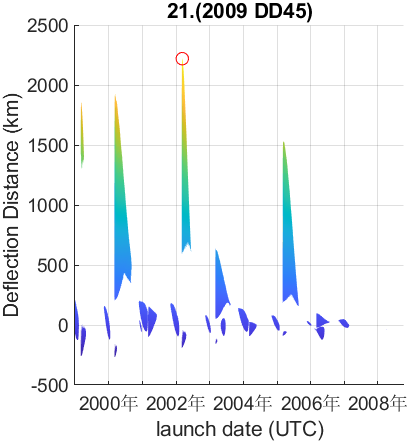 21.(2009 DD45)
Deflection Distance (km)
2500
2000
1500
1000
500
0
-500
2000年 2002年 2004年 2006年 2008年
launch date (UTC)